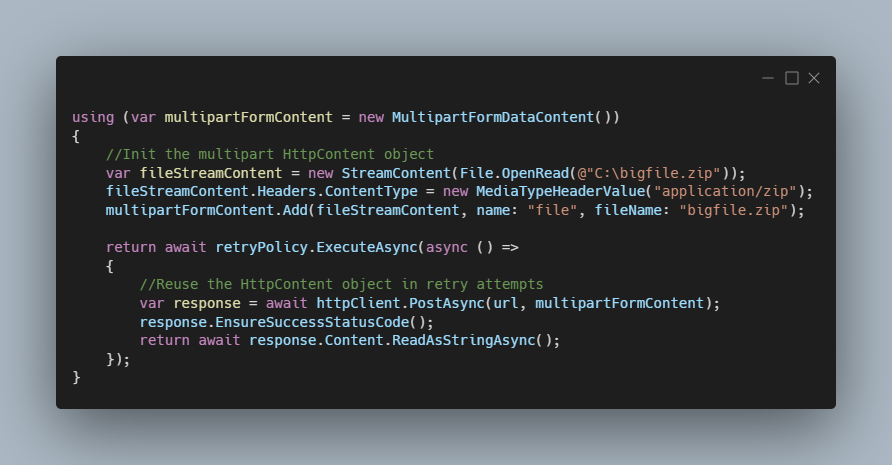 using (var multipartFormContent = new MultipartFormDataContent())
{
    //Init the multipart HttpContent object
    var fileStreamContent = new StreamContent(File.OpenRead(@"C:\bigfile.zip"));
    fileStreamContent.Headers.ContentType = new MediaTypeHeaderValue("application/zip");
    multipartFormContent.Add(fileStreamContent, name: "file", fileName: "bigfile.zip");

    return await retryPolicy.ExecuteAsync(async () =>
    {
        //Reuse the HttpContent object in retry attempts
        var response = await httpClient.PostAsync(url, multipartFormContent);
        response.EnsureSuccessStatusCode();
        return await response.Content.ReadAsStringAsync();
    });
}